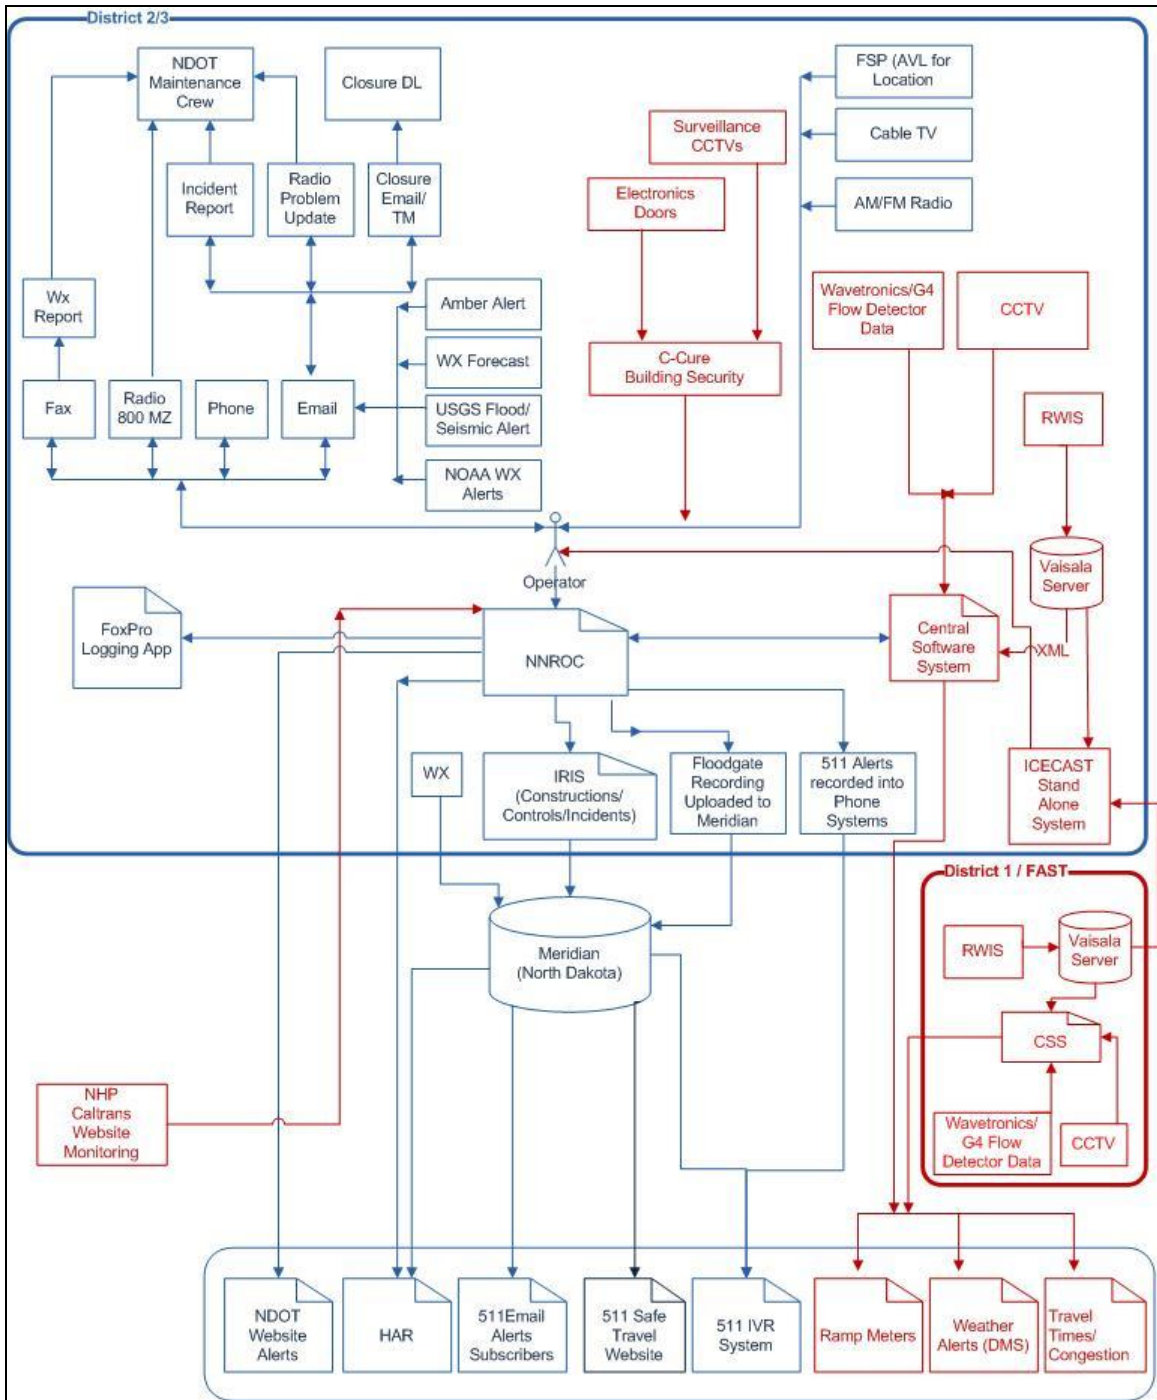 District 2/3
NDOT
Maintenance
Crew
Closure DL
FSP (AVL for
Location
Cable TV
AM/FM Radio
Surveillance
CCTVs
Electronics
Doors
Incident
Report
Radio
Problem
Update
Closure
Email/
TM
Wx
Report
Amber Alert
WX Forecast
USGS Flood/
Seismic Alert
NOAA WX
Alerts
Wavetronics/G4
Flow Detector
Data
CCTV
C-Cure
Building Security
Fax
Radio
800 MZ
Phone
Email
RWIS
Vaisala
Server
Operator
FoxPro
Logging App
NNROC
Central
Software
System
XML
WX
IRIS
(Constructions/
Controls/Incidents)
Floodgate
Recording
Uploaded to
Meridian
511 Alerts
recorded into
Phone
Systems
ICECAST
Stand
Alone
System
District 1 / FAST
RWIS
Vaisala
Server
CSS
Wavetronics/
G4 Flow
Detector Data
CCTV
Meridian
(North Dakota)
NHP
Caltrans
Website
Monitoring
NDOT
Website
Alerts
HAR
511Email
Alerts
Subscribers
511 Safe
Travel
Website
511 IVR
System
Ramp Meters
Weather
Alerts (DMS)
Travel
Times/
Congestion